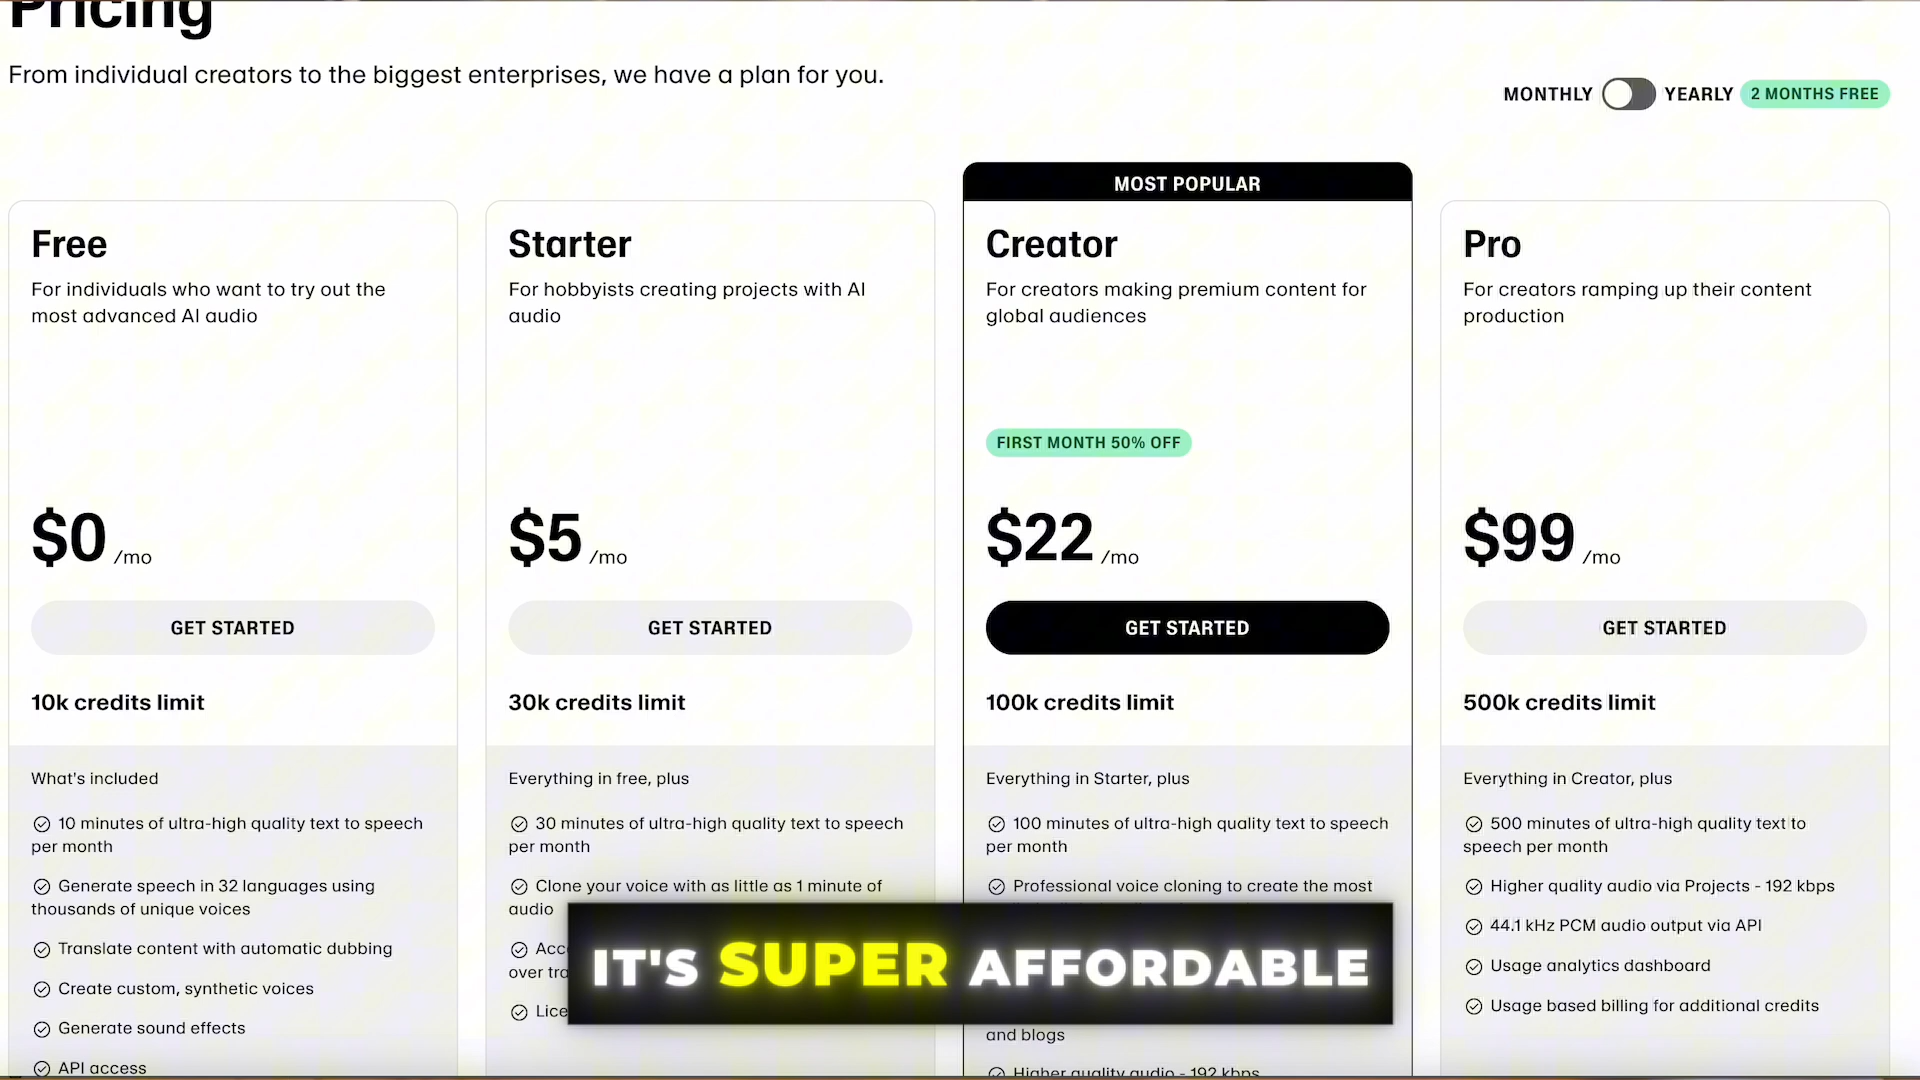 Pricing
From individual creators to the biggest enterprises, we have a plan for you.
MONTHLY YEARLY 2 MONTHS FREE
MOST POPULAR
Free
For individuals who want to try out the
most advanced AI audio
$0 /mo
GET STARTED
10k credits limit
What's included
10 minutes of ultra-high quality text to speech
per month
Generate speech in 32 languages using
thousands of unique voices
Translate content with automatic dubbing
Create custom, synthetic voices
Generate sound effects
API access
Starter
For hobbyists creating projects with AI
audio
$5 /mo
GET STARTED
30k credits limit
Everything in free, plus
30 minutes of ultra-high quality text to speech
per month
Clone your voice with as little as 1 minute of
audio
over
Creator
For creators making premium content for
global audiences
FIRST MONTH 50% OFF
$22 /mo
GET STARTED
100k credits limit
Everything in Starter, plus
100 minutes of ultra-high quality text to speech
per month
Professional voice cloning to create the most
and blogs
Higher quality audio - 192 kbps
Pro
For creators ramping up their content
production
$99 /mo
GET STARTED
500k credits limit
Everything in Creator, plus
500 minutes of ultra-high quality text to
speech per month
Higher quality audio via Projects - 192 kbps
44.1 kHz PCM audio output via API
Usage analytics dashboard
Usage based billing for additional credits
IT'S SUPER AFFORDABLE